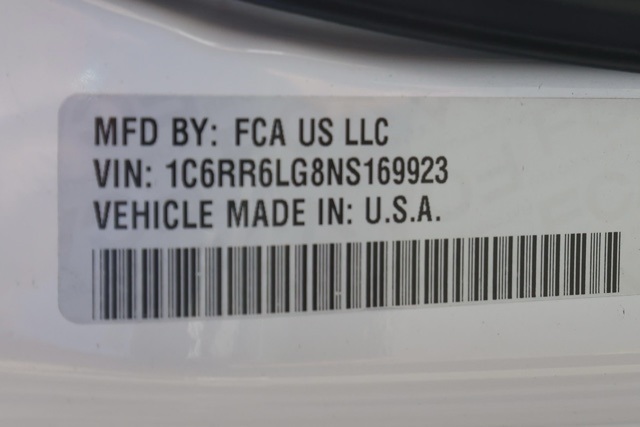 MFD BY: FCA US LLC
VIN: 1C6RR6LG8NS169923
VEHICLE MADE IN: U.S.A.